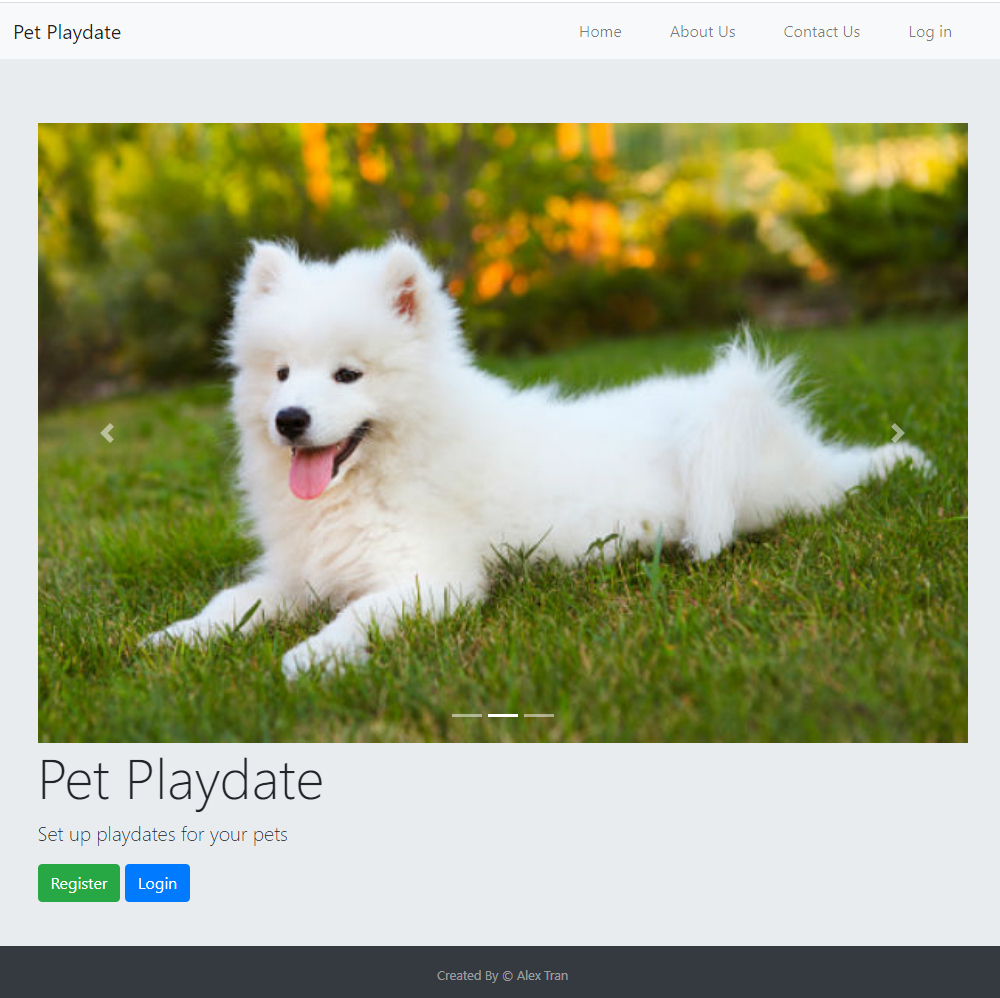 Pet Playdate
Home About Us Contact Us Log in
Pet Playdate
Set up playdates for your pets
Register Login
Created By © Alex Tran